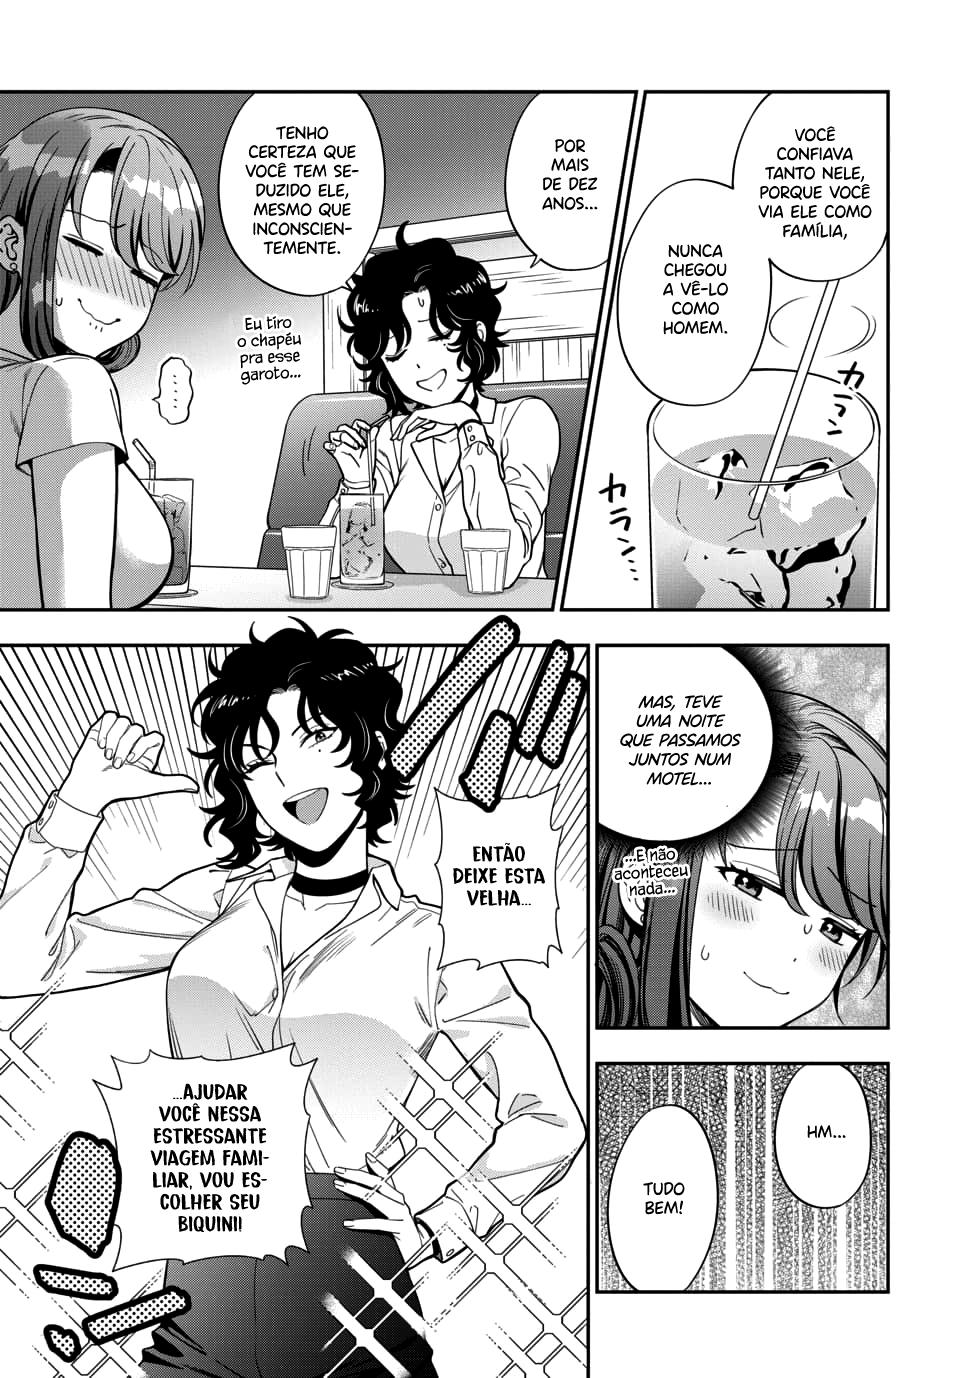 VOCÊ
CONFIAVA
TANTO NELE,
PORQUE VOCÊ
VIA ELE COMO
FAMÍLIA,
NUNCA
CHEGOU
A VÊ-LO
COMO
HOMEM.
カラン
カラン...
POR
MAIS
DE DEZ
ANOS...
TENHO
CERTEZA QUE
VOCÊ TEM SE-
DUZIDO ELE,
MESMO QUE
INCONSCIEN-
TEMENTE.
Eu tiro
o chapéu
pra esse
garoto...
......
MAS, TEVE
UMA NOITE
QUE PASSAMOS
JUNTOS NUM
MOTEL...
...E não
aconteceu
nada...
HM...
TUDO
BEM!
ENTÃO
DEIXE ESTA
VELHA...
...AJUDAR
VOCÊ NESSA
ESTRESSANTE
VIAGEM FAMI-
LIAR, VOU ES-
COLHER SEU
BIQUINI!